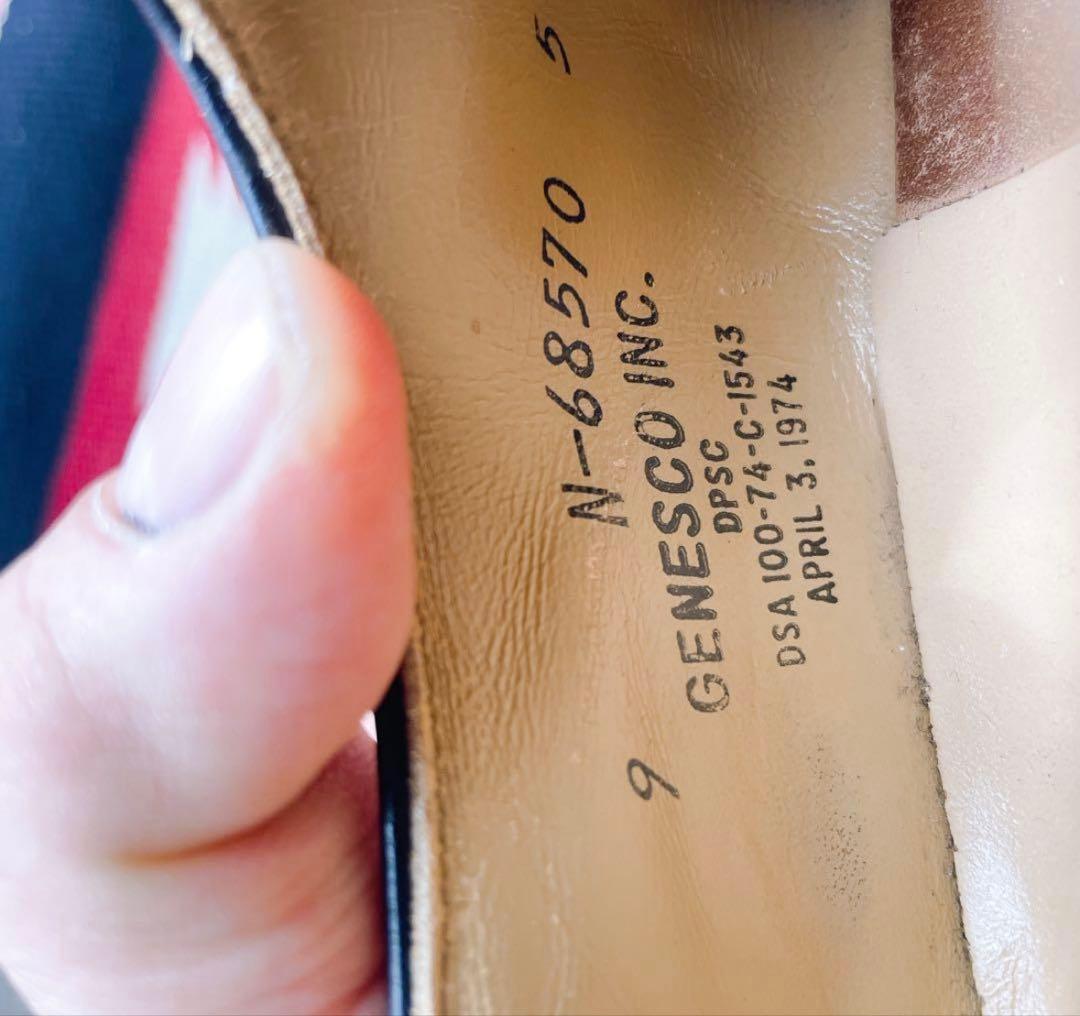 9 N-68570 5
GENESCO INC.
DPSC
DSA 100-74-C-1543
APRIL 3, 1974